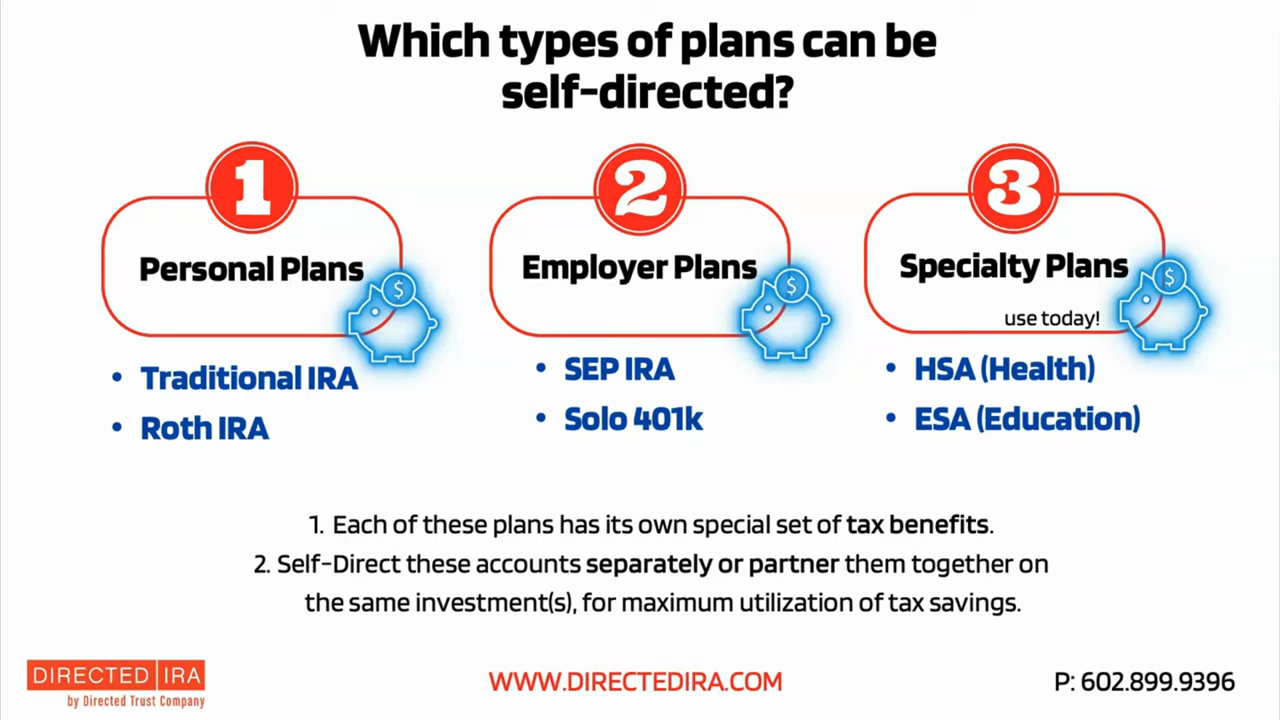 Which types of plans can be
self-directed?
1
Personal Plans
• Traditional IRA
• Roth IRA
2
Employer Plans
• SEP IRA
• Solo 401k
3
Specialty Plans
use today!
• HSA (Health)
• ESA (Education)
1. Each of these plans has its own special set of tax benefits.
2. Self-Direct these accounts separately or partner them together on
the same investment(s), for maximum utilization of tax savings.
DIRECTED IRA
by Directed Trust Company
WWW.DIRECTEDIRA.COM
P: 602.899.9396